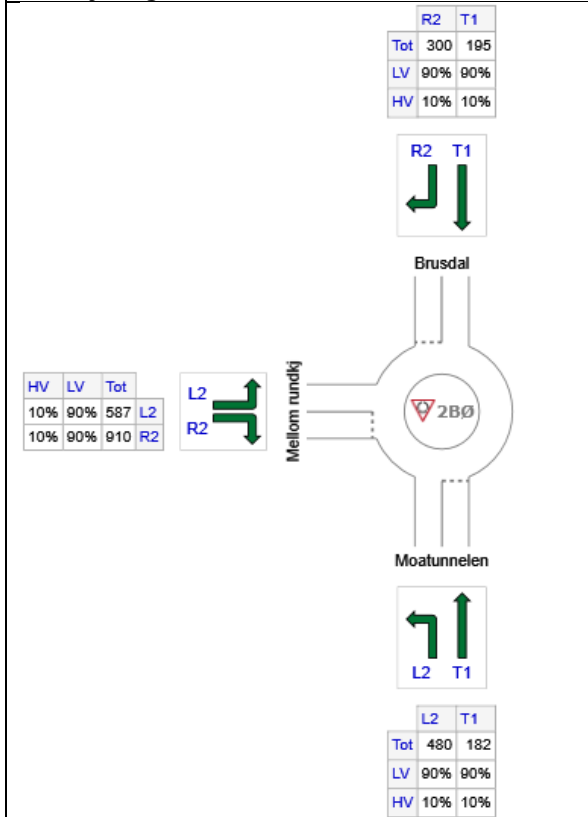 R2 T1
Tot 300 195
LV 90% 90%
HV 10% 10%
R2 T1
Brusdal
HV LV Tot
10% 90% 587 L2
10% 90% 910 R2
L2
R2
Mellom rundkj
2BØ
Moatunnelen
L2 T1
L2 T1
Tot 480 182
LV 90% 90%
HV 10% 10%